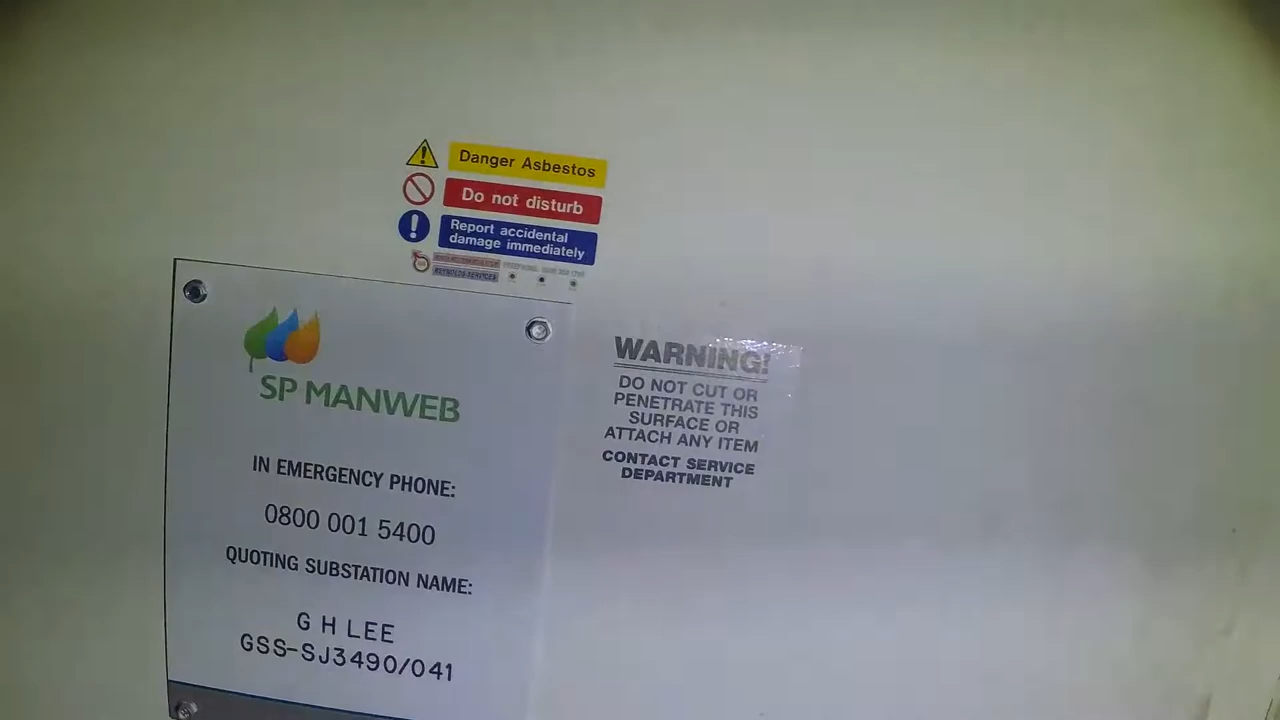 Danger Asbestos
Do not disturb
Report accidental
damage immediately
SP MANWEB
IN EMERGENCY PHONE:
0800 001 5400
QUOTING SUBSTATION NAME:
G H LEE
GSS-SJ3490/041
WARNING!
DO NOT CUT OR
PENETRATE THIS
SURFACE OR
ATTACH ANY ITEM
CONTACT SERVICE
DEPARTMENT